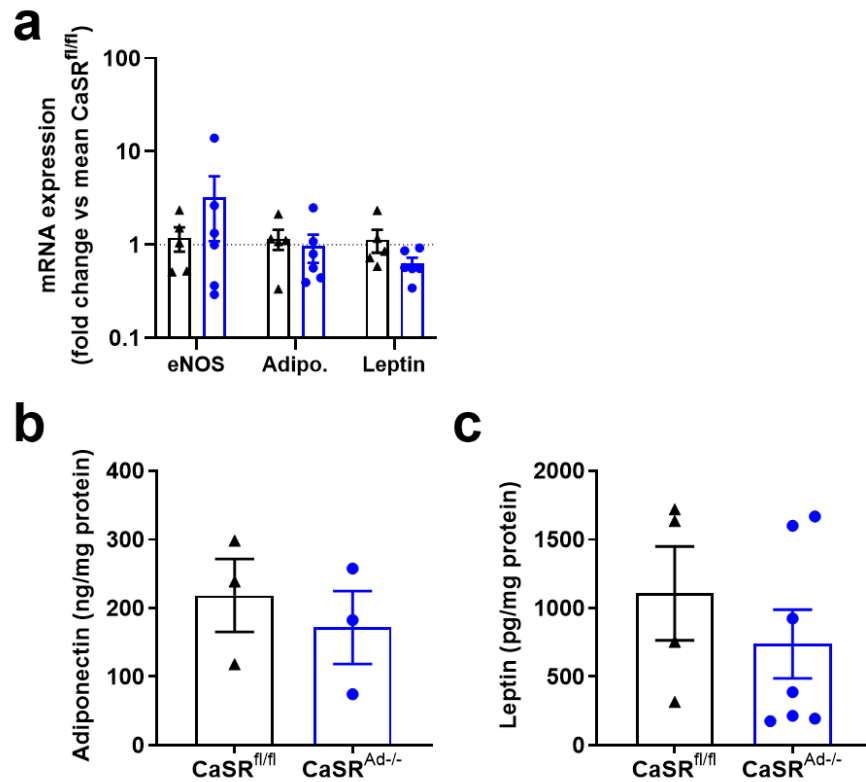 a
mRNA expression
(fold change vs mean CaSR^fl/fl)
100
10
1
0.1
eNOS Adipo. Leptin
b
Adiponectin (ng/mg protein)
400
300
200
100
0
CaSR^fl/fl CaSR^Ad-/-
c
Leptin (pg/mg protein)
2000
1500
1000
500
0
CaSR^fl/fl CaSR^Ad-/-